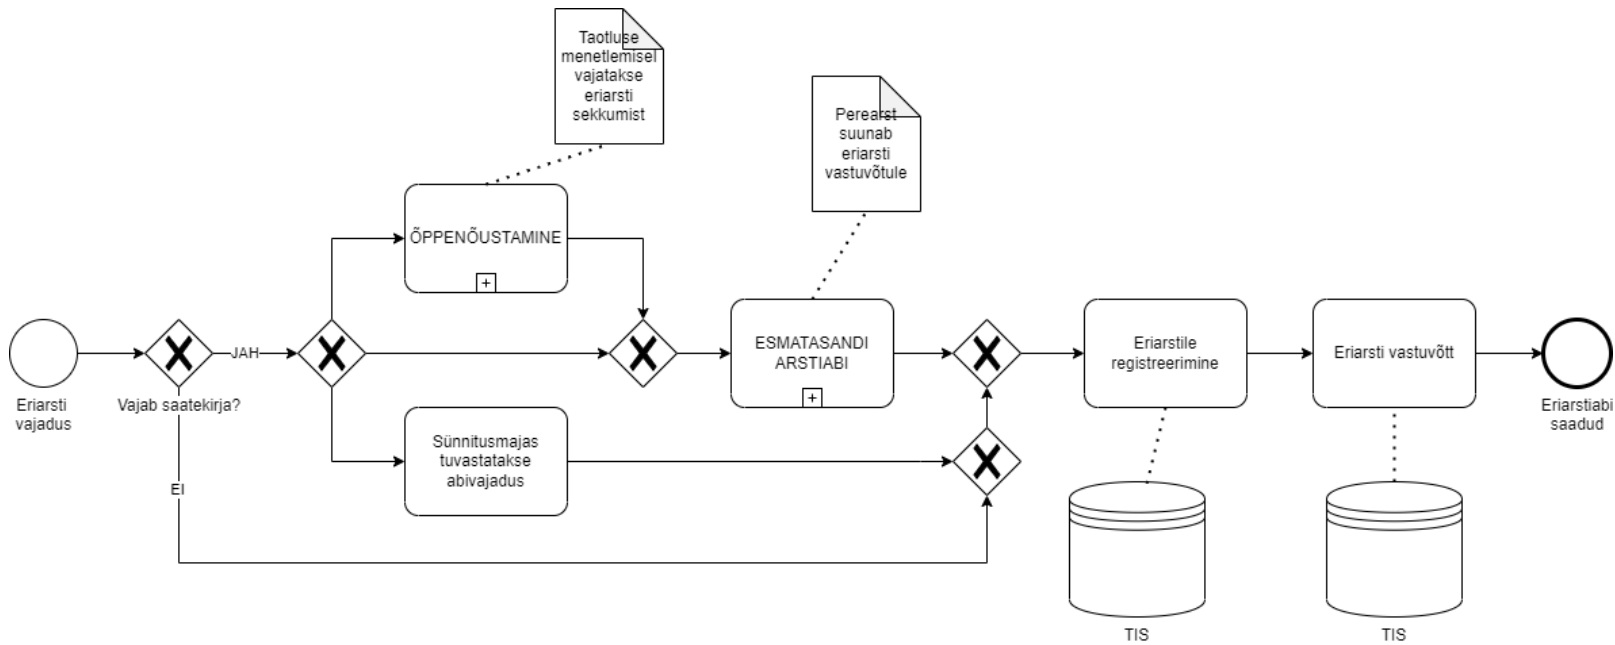 Taotluse
menetlemisel
vajatakse
eriarsti
sekkumist
Perearst
suunab
eriarsti
vastuvõtule
ÕPPENÕUSTAMINE
+
JAH
ESMATASANDI
ARSTIABI
+
Eriarstile
registreerimine
Eriarsti vastuvõtt
Eriarsti
vajadus
Vajab saatekirja?
Eriarstiabi
saadud
Sünnitusmajas
tuvastatakse
abivajadus
EI
TIS
TIS